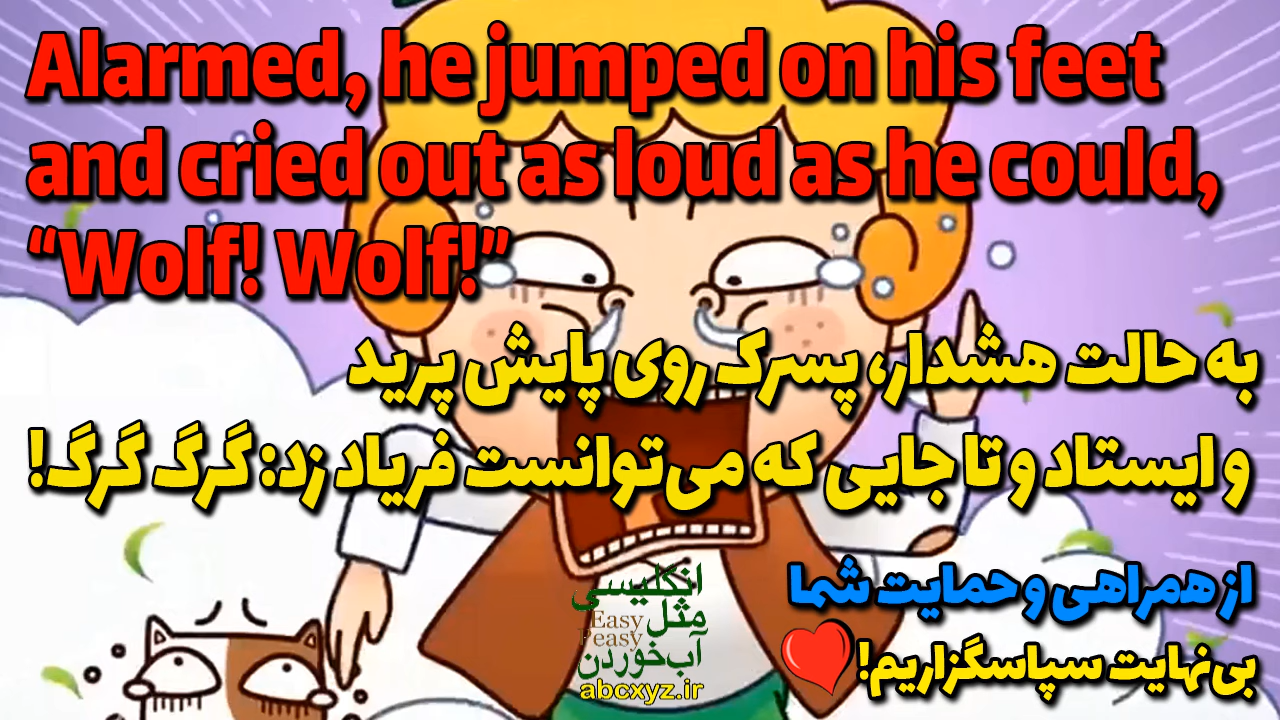 Alarmed, he jumped on his feet
and cried out as loud as he could,
“Wolf! Wolf!”
به حالت هشدار، پسرک روی پایش پرید
و ایستاد و تا جایی که می‌توانست فریاد زد: گرگ گرگ!
از همراهی و حمایت شما
بی‌نهایت سپاسگزاریم!
انگلیسی
مثل
Easy
peasy
آب‌خوردن
abcxyz.ir